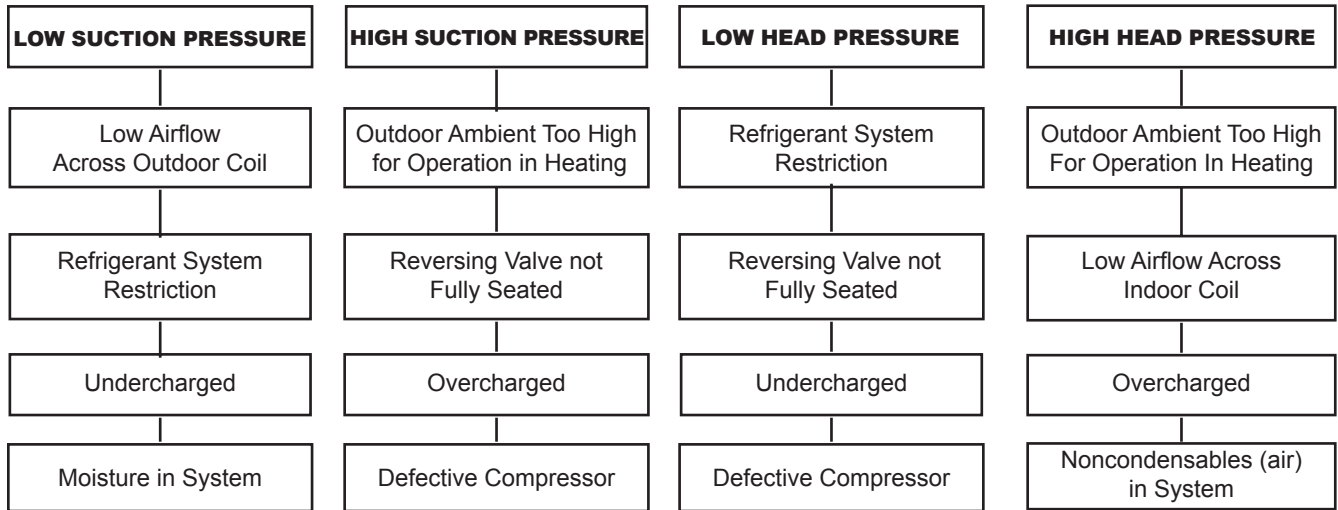 LOW SUCTION PRESSURE
Low Airflow
Across Outdoor Coil
Refrigerant System
Restriction
Undercharged
Moisture in System
HIGH SUCTION PRESSURE
Outdoor Ambient Too High
for Operation in Heating
Reversing Valve not
Fully Seated
Overcharged
Defective Compressor
LOW HEAD PRESSURE
Refrigerant System
Restriction
Reversing Valve not
Fully Seated
Undercharged
Defective Compressor
HIGH HEAD PRESSURE
Outdoor Ambient Too High
For Operation In Heating
Low Airflow Across
Indoor Coil
Overcharged
Noncondensables (air)
in System